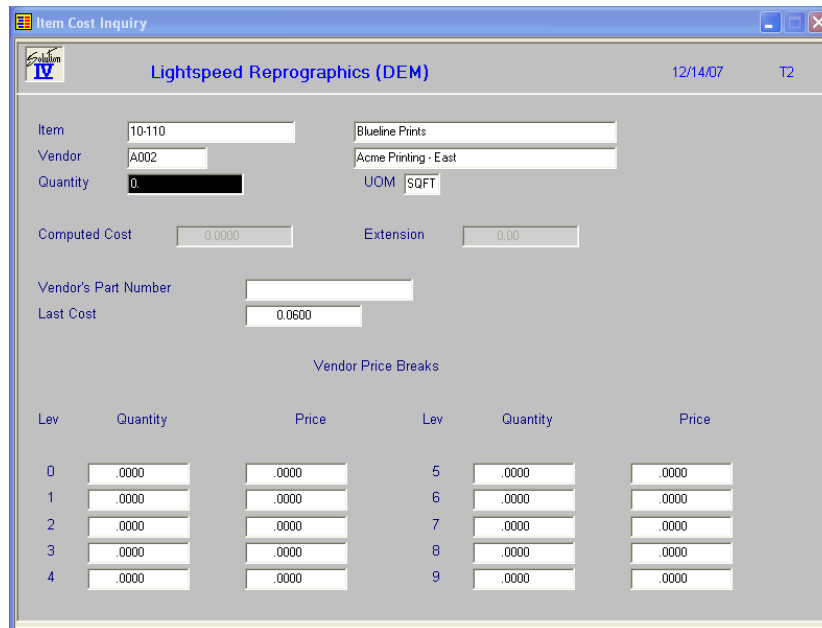 Item Cost Inquiry
Solution
IV
Lightspeed Reprographics (DEM) 12/14/07 T2
Item 10-110 Blueline Prints
Vendor A002 Acme Printing - East
Quantity 0. UOM SQFT
Computed Cost 0.0000 Extension 0.00
Vendor's Part Number
Last Cost 0.0600
Vendor Price Breaks
Lev Quantity Price Lev Quantity Price
0 .0000 .0000 5 .0000 .0000
1 .0000 .0000 6 .0000 .0000
2 .0000 .0000 7 .0000 .0000
3 .0000 .0000 8 .0000 .0000
4 .0000 .0000 9 .0000 .0000